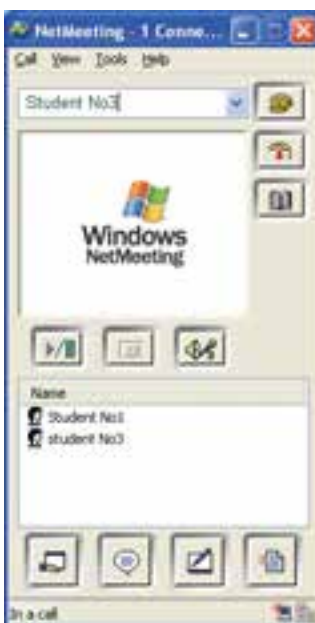 NetMeeting - 1 Conne...
Call View Tools Help
Student No3
Windows
NetMeeting
Name
Student No1
student No3
In a call